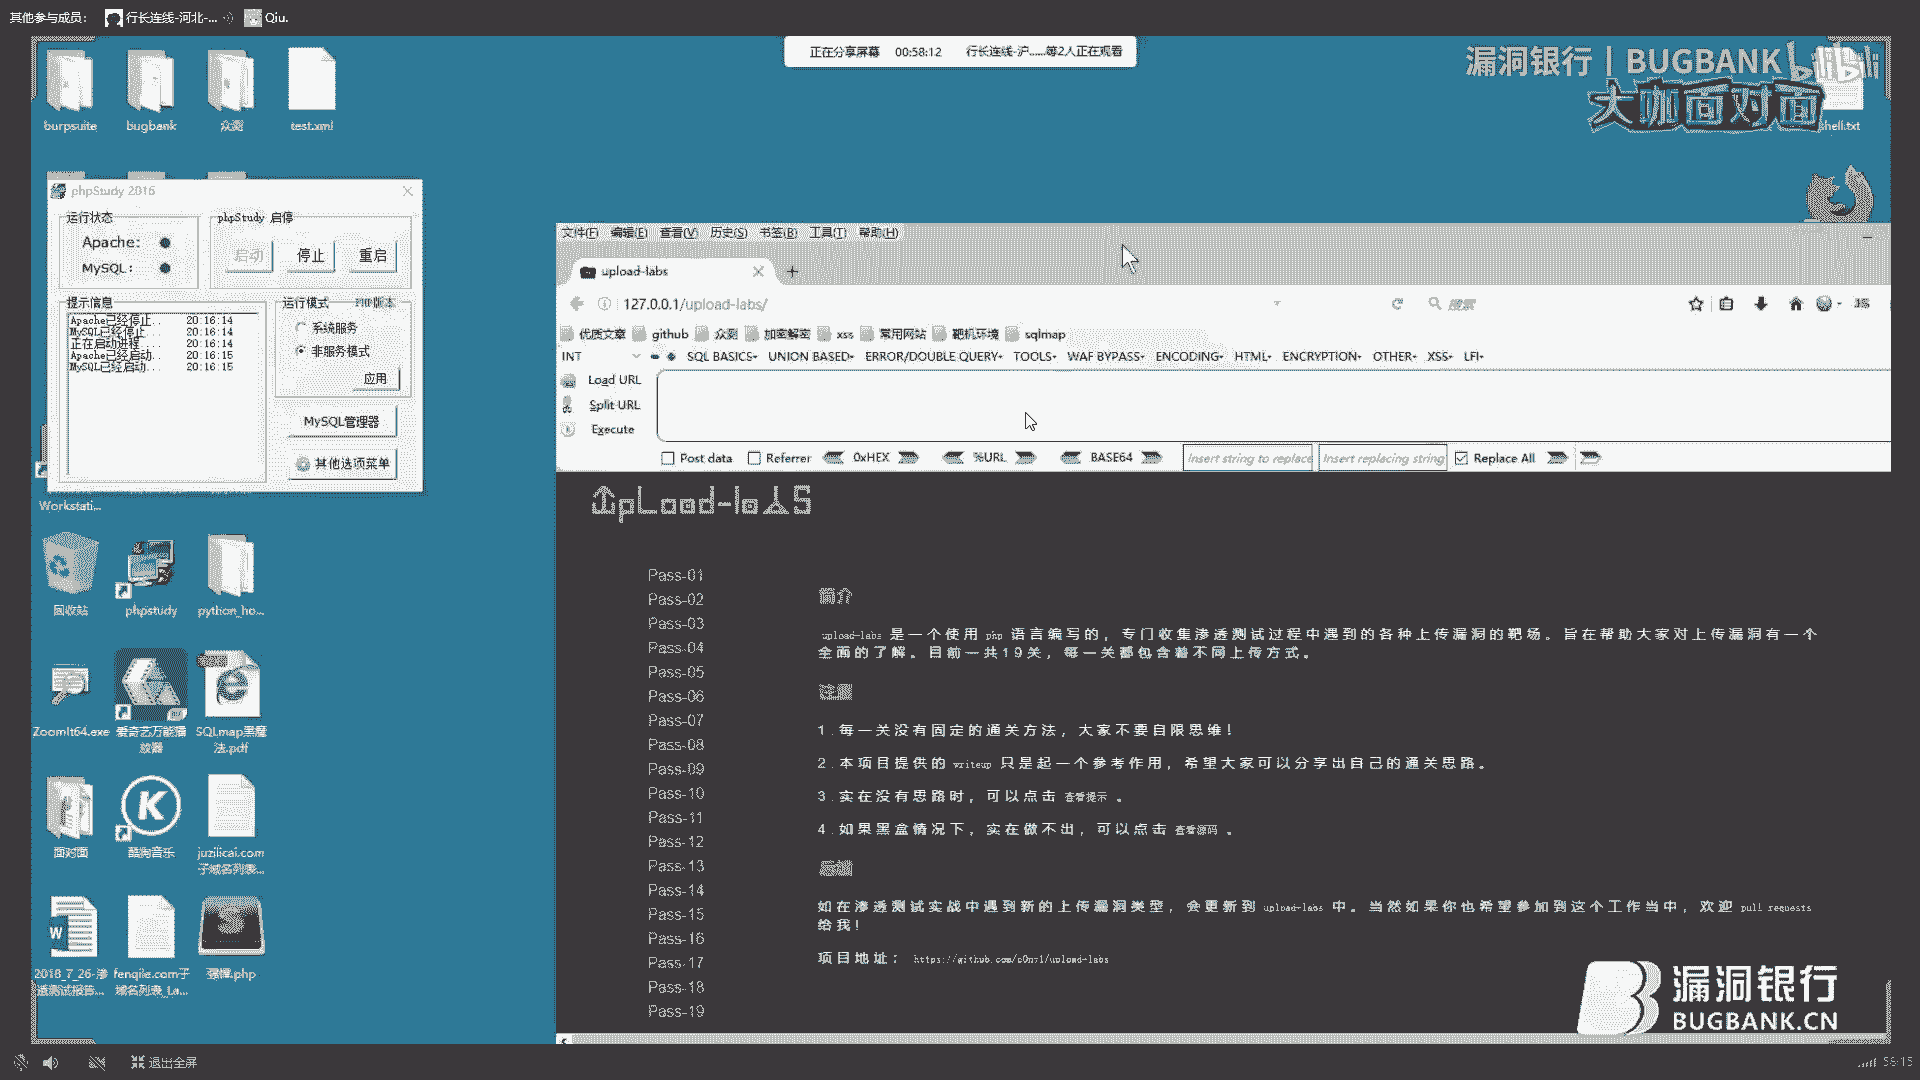 其他参与成员：
行长连线-河北-...
Qiu.
正在分享屏幕 00:58:12 行长连线-沪......等2人正在观看
漏洞银行 | BUGBANK
bilibili
大咖面对面
burpsuite
bugbank
众测
test.xml
shell.txt
phpStudy 2016
运行状态
Apache:
MySQL:
phpStudy 启停
启动
停止
重启
提示信息
Apache已经停止.. 20:16:14
MySQL已经停止.. 20:16:14
正在启动进程... 20:16:14
Apache已经启动.. 20:16:15
MySQL已经启动... 20:16:15
运行模式
PHP版本
系统服务
非服务模式
应用
MySQL管理器
其他选项菜单
Workstati...
回收站
phpstudy
python_ho...
ZoomIt64.exe
爱奇艺万能播
放器
SQLmap黑魔
法.pdf
面对面
酷狗音乐
juzilicai.com
子域名列表...
2018_7_26-渗
透测试报告...
fenqile.com子
域名列表_La...
强悍.php
文件(F) 编辑(E) 查看(V) 历史(S) 书签(B) 工具(T) 帮助(H)
upload-labs
127.0.0.1/upload-labs/
搜索
优质文章 github 众测 加密解密 xss 常用网站 靶机环境 sqlmap
INT SQL BASICS UNION BASED ERROR/DOUBLE QUERY TOOLS WAF BYPASS ENCODING HTML ENCRYPTION OTHER XSS LFI
Load URL
Split URL
Execute
Post data Referrer 0xHEX %URL BASE64 Insert string to replace Insert replacing string Replace All
UpLoad-labS
Pass-01
Pass-02
Pass-03
Pass-04
Pass-05
Pass-06
Pass-07
Pass-08
Pass-09
Pass-10
Pass-11
Pass-12
Pass-13
Pass-14
Pass-15
Pass-16
Pass-17
Pass-18
Pass-19
简介
upload-labs 是一个使用 php 语言编写的，专门收集渗透测试过程中遇到的各种上传漏洞的靶场。旨在帮助大家对上传漏洞有一个
全面的了解。目前一共19关，每一关都包含着不同上传方式。
注意
1.每一关没有固定的通关方法，大家不要自限思维！
2.本项目提供的 writeup 只是起一个参考作用，希望大家可以分享出自己的通关思路。
3.实在没有思路时，可以点击 查看提示 。
4.如果黑盒情况下，实在做不出，可以点击 查看源码 。
后续
如在渗透测试实战中遇到新的上传漏洞类型，会更新到 upload-labs 中。当然如果你也希望参加到这个工作当中，欢迎 pull requests
给我！
项目地址： https://github.com/c0ny1/upload-labs
漏洞银行
BUGBANK.CN
退出全屏